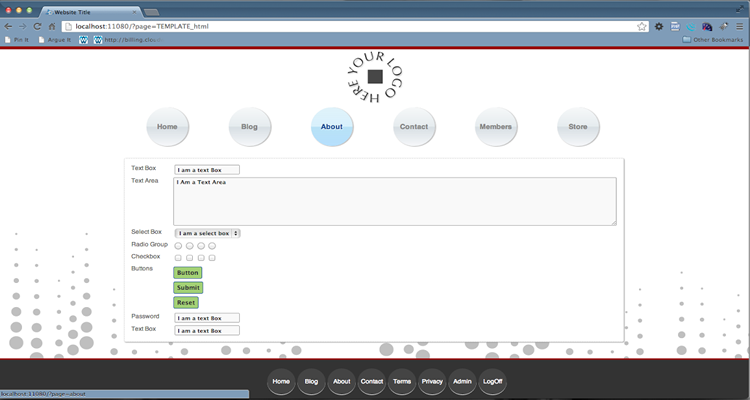 Website Title
localhost:11080/?page=TEMPLATE_html
Pin It Argue It http://billing.clou Other Bookmarks
YOUR LOGO HERE
Home Blog About Contact Members Store
Text Box I am a text Box
Text Area I Am a Text Area
Select Box I am a select box
Radio Group
Checkbox
Buttons Button
Submit
Reset
Password I am a text Box
Text Box I am a text Box
Home Blog About Contact Terms Privacy Admin LogOff
localhost:11080/?page=about